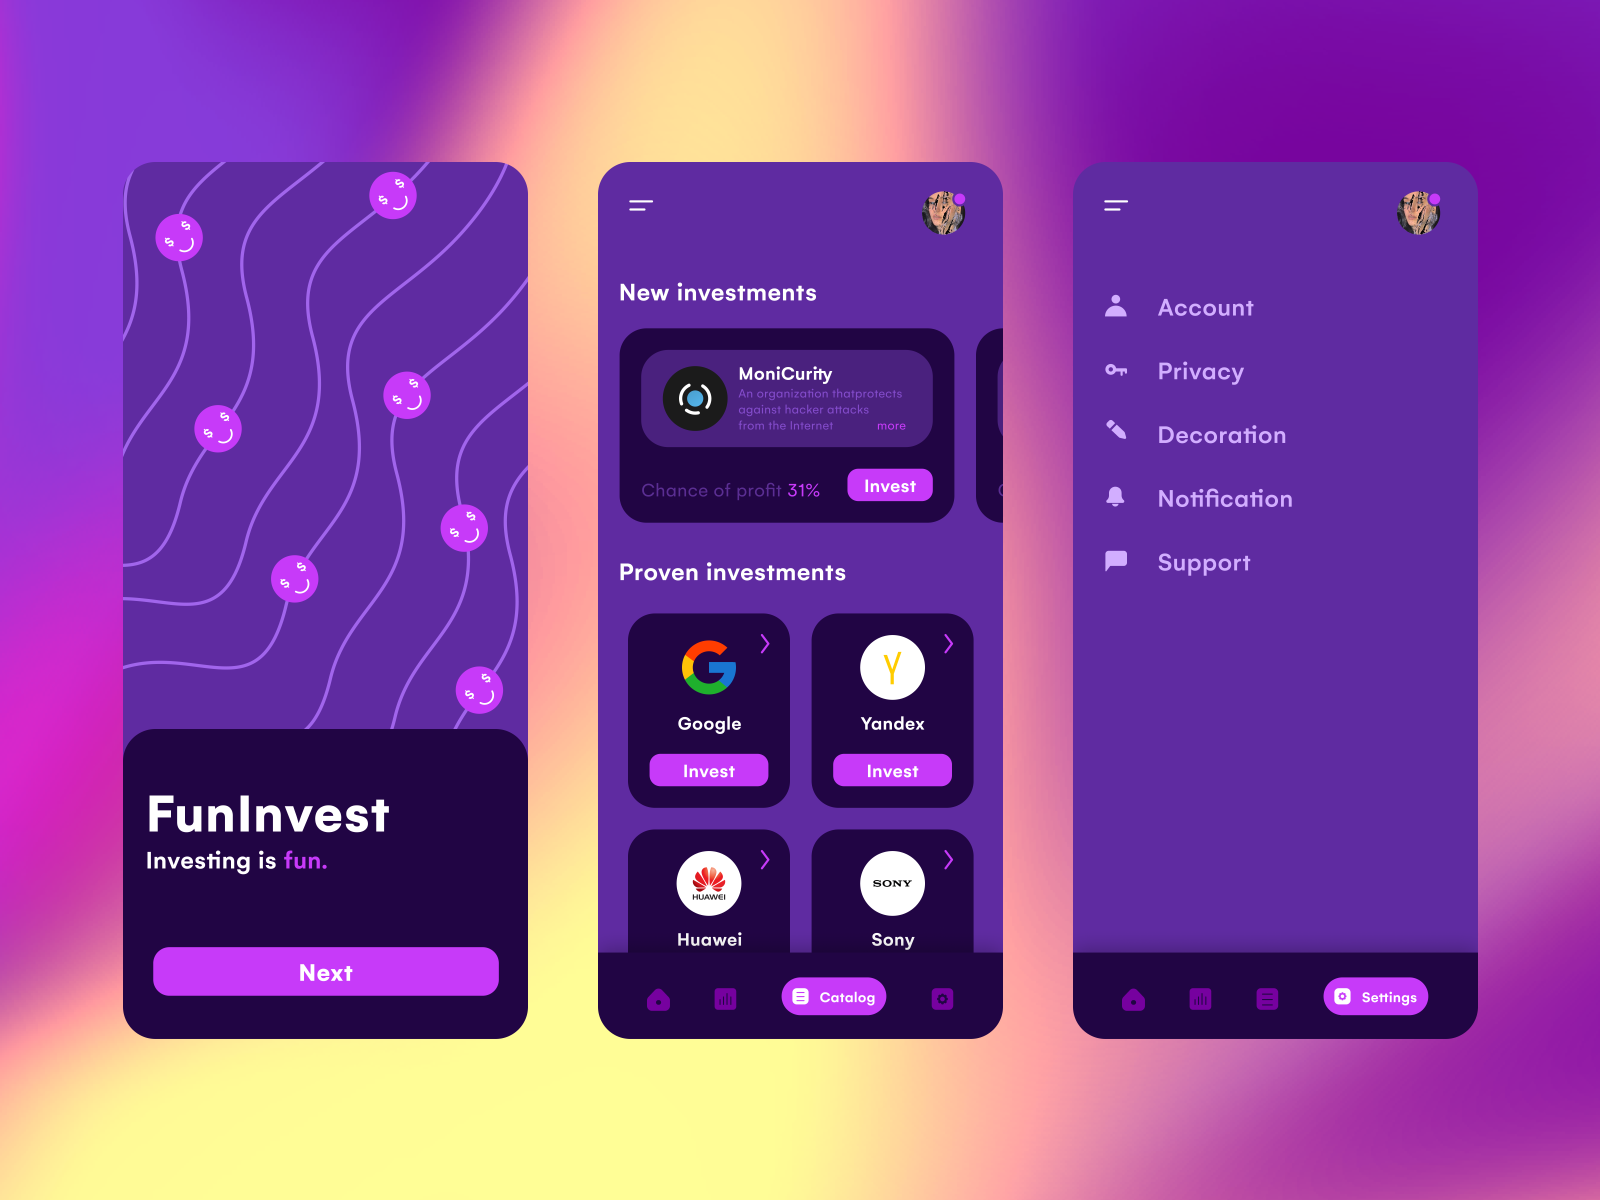 FunInvest
Investing is fun.
Next
New investments
MoniCurity
An organization thatprotects
against hacker attacks
from the Internet more
Chance of profit 31%
Invest
Proven investments
Google
Yandex
Invest
Invest
HUAWEI
SONY
Huawei
Sony
Catalog
Account
Privacy
Decoration
Notification
Support
Settings